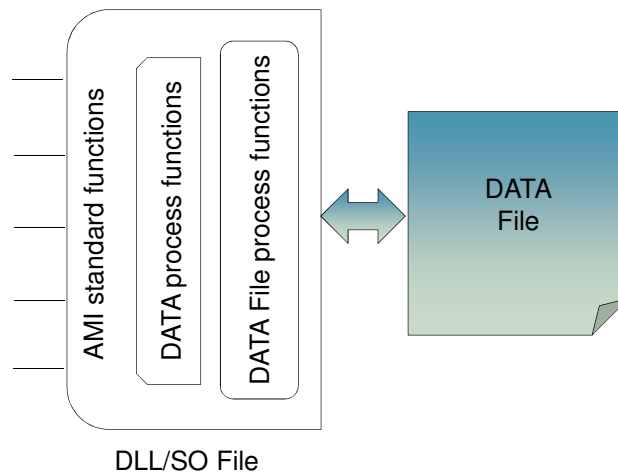 AMI standard functions
DATA process functions
DATA File process functions
DATA
File
DLL/SO File